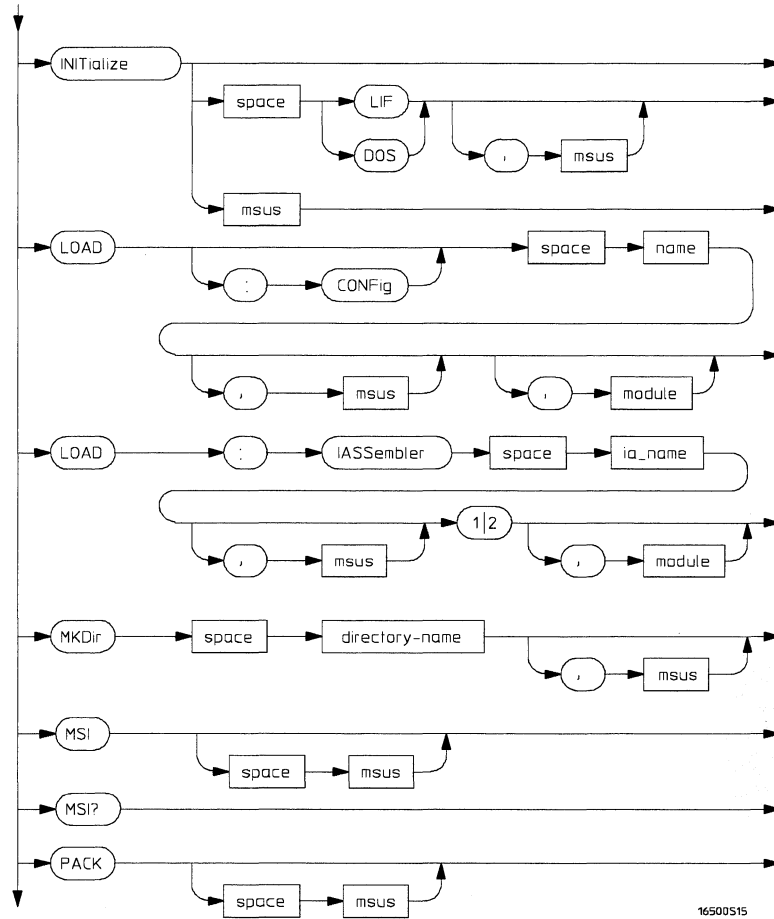 INITialize
space LIF
DOS , msus
msus
LOAD space name
: CONFig
, msus , module
LOAD : IASSembler space ia_name
1|2
, msus , module
MKDir space directory-name
, msus
MSI
space msus
MSI?
PACK
space msus
16500S15